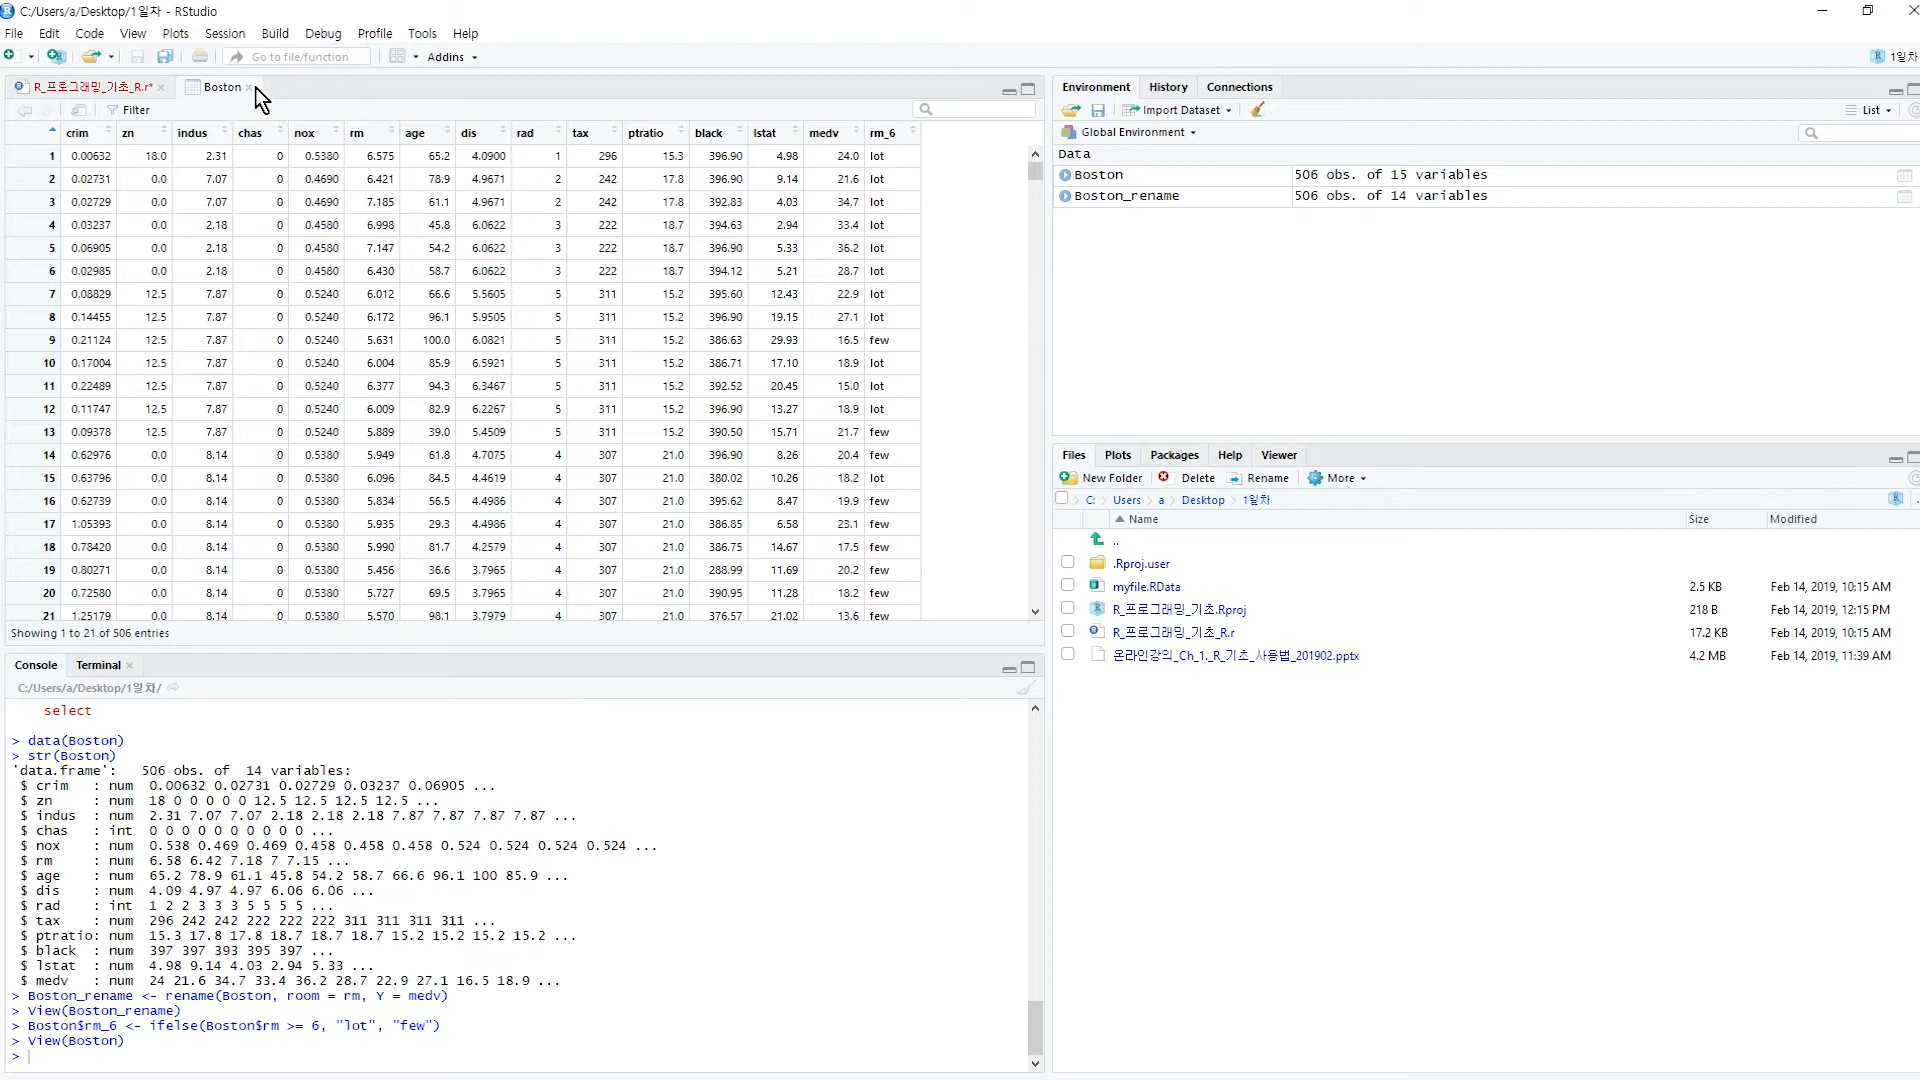 C:/Users/a/Desktop/1일차 - RStudio
File Edit Code View Plots Session Build Debug Profile Tools Help
Go to file/function Addins 1일차
R_프로그래밍_기초_R.r* Boston
Filter
crim zn indus chas nox rm age dis rad tax ptratio black lstat medv rm_6
1 0.00632 18.0 2.31 0 0.5380 6.575 65.2 4.0900 1 296 15.3 396.90 4.98 24.0 lot
2 0.02731 0.0 7.07 0 0.4690 6.421 78.9 4.9671 2 242 17.8 396.90 9.14 21.6 lot
3 0.02729 0.0 7.07 0 0.4690 7.185 61.1 4.9671 2 242 17.8 392.83 4.03 34.7 lot
4 0.03237 0.0 2.18 0 0.4580 6.998 45.8 6.0622 3 222 18.7 394.63 2.94 33.4 lot
5 0.06905 0.0 2.18 0 0.4580 7.147 54.2 6.0622 3 222 18.7 396.90 5.33 36.2 lot
6 0.02985 0.0 2.18 0 0.4580 6.430 58.7 6.0622 3 222 18.7 394.12 5.21 28.7 lot
7 0.08829 12.5 7.87 0 0.5240 6.012 66.6 5.5605 5 311 15.2 395.60 12.43 22.9 lot
8 0.14455 12.5 7.87 0 0.5240 6.172 96.1 5.9505 5 311 15.2 396.90 19.15 27.1 lot
9 0.21124 12.5 7.87 0 0.5240 5.631 100.0 6.0821 5 311 15.2 386.63 29.93 16.5 few
10 0.17004 12.5 7.87 0 0.5240 6.004 85.9 6.5921 5 311 15.2 386.71 17.10 18.9 lot
11 0.22489 12.5 7.87 0 0.5240 6.377 94.3 6.3467 5 311 15.2 392.52 20.45 15.0 lot
12 0.11747 12.5 7.87 0 0.5240 6.009 82.9 6.2267 5 311 15.2 396.90 13.27 18.9 lot
13 0.09378 12.5 7.87 0 0.5240 5.889 39.0 5.4509 5 311 15.2 390.50 15.71 21.7 few
14 0.62976 0.0 8.14 0 0.5380 5.949 61.8 4.7075 4 307 21.0 396.90 8.26 20.4 few
15 0.63796 0.0 8.14 0 0.5380 6.096 84.5 4.4619 4 307 21.0 380.02 10.26 18.2 lot
16 0.62739 0.0 8.14 0 0.5380 5.834 56.5 4.4986 4 307 21.0 395.62 8.47 19.9 few
17 1.05393 0.0 8.14 0 0.5380 5.935 29.3 4.4986 4 307 21.0 386.85 6.58 23.1 few
18 0.78420 0.0 8.14 0 0.5380 5.990 81.7 4.2579 4 307 21.0 386.75 14.67 17.5 few
19 0.80271 0.0 8.14 0 0.5380 5.456 36.6 3.7965 4 307 21.0 288.99 11.69 20.2 few
20 0.72580 0.0 8.14 0 0.5380 5.727 69.5 3.7965 4 307 21.0 390.95 11.28 18.2 few
21 1.25179 0.0 8.14 0 0.5380 5.570 98.1 3.7979 4 307 21.0 376.57 21.02 13.6 few
Showing 1 to 21 of 506 entries
Console Terminal
C:/Users/a/Desktop/1일차/
select
> data(Boston)
> str(Boston)
'data.frame': 506 obs. of 14 variables:
$ crim : num 0.00632 0.02731 0.02729 0.03237 0.06905 ...
$ zn : num 18 0 0 0 0 0 12.5 12.5 12.5 12.5 ...
$ indus : num 2.31 7.07 7.07 2.18 2.18 2.18 7.87 7.87 7.87 7.87 ...
$ chas : int 0 0 0 0 0 0 0 0 0 0 ...
$ nox : num 0.538 0.469 0.469 0.458 0.458 0.458 0.524 0.524 0.524 0.524 ...
$ rm : num 6.58 6.42 7.18 7 7.15 ...
$ age : num 65.2 78.9 61.1 45.8 54.2 58.7 66.6 96.1 100 85.9 ...
$ dis : num 4.09 4.97 4.97 6.06 6.06 ...
$ rad : int 1 2 2 3 3 3 5 5 5 5 ...
$ tax : num 296 242 242 222 222 222 311 311 311 311 ...
$ ptratio: num 15.3 17.8 17.8 18.7 18.7 18.7 15.2 15.2 15.2 15.2 ...
$ black : num 397 397 393 395 397 ...
$ lstat : num 4.98 9.14 4.03 2.94 5.33 ...
$ medv : num 24 21.6 34.7 33.4 36.2 28.7 22.9 27.1 16.5 18.9 ...
> Boston_rename <- rename(Boston, room = rm, Y = medv)
> View(Boston_rename)
> Boston$rm_6 <- ifelse(Boston$rm >= 6, "lot", "few")
> View(Boston)
>
Environment History Connections
Import Dataset List
Global Environment
Data
Boston 506 obs. of 15 variables
Boston_rename 506 obs. of 14 variables
Files Plots Packages Help Viewer
New Folder Delete Rename More
C: Users a Desktop 1일차
Name Size Modified
..
.Rproj.user
myfile.RData 2.5 KB Feb 14, 2019, 10:15 AM
R_프로그래밍_기초.Rproj 218 B Feb 14, 2019, 12:15 PM
R_프로그래밍_기초_R.r 17.2 KB Feb 14, 2019, 10:15 AM
온라인강의_Ch_1._R_기초_사용법_201902.pptx 4.2 MB Feb 14, 2019, 11:39 AM